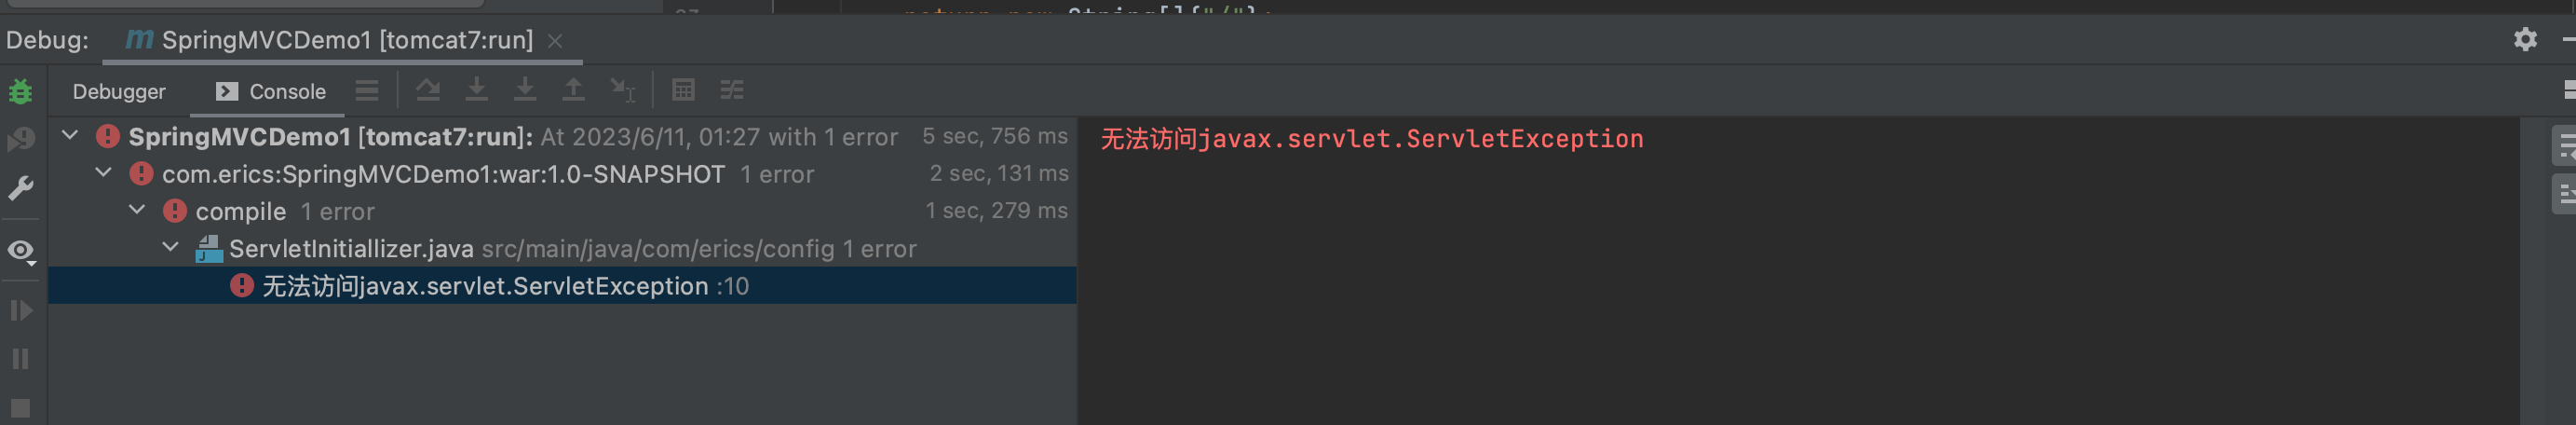 return new String[]{"/"};
Debug: SpringMVCDemo1 [tomcat7:run]
Debugger Console
SpringMVCDemo1 [tomcat7:run]: At 2023/6/11, 01:27 with 1 error 5 sec, 756 ms
com.erics:SpringMVCDemo1:war:1.0-SNAPSHOT 1 error 2 sec, 131 ms
compile 1 error 1 sec, 279 ms
ServletInitiallizer.java src/main/java/com/erics/config 1 error
无法访问javax.servlet.ServletException :10
无法访问javax.servlet.ServletException